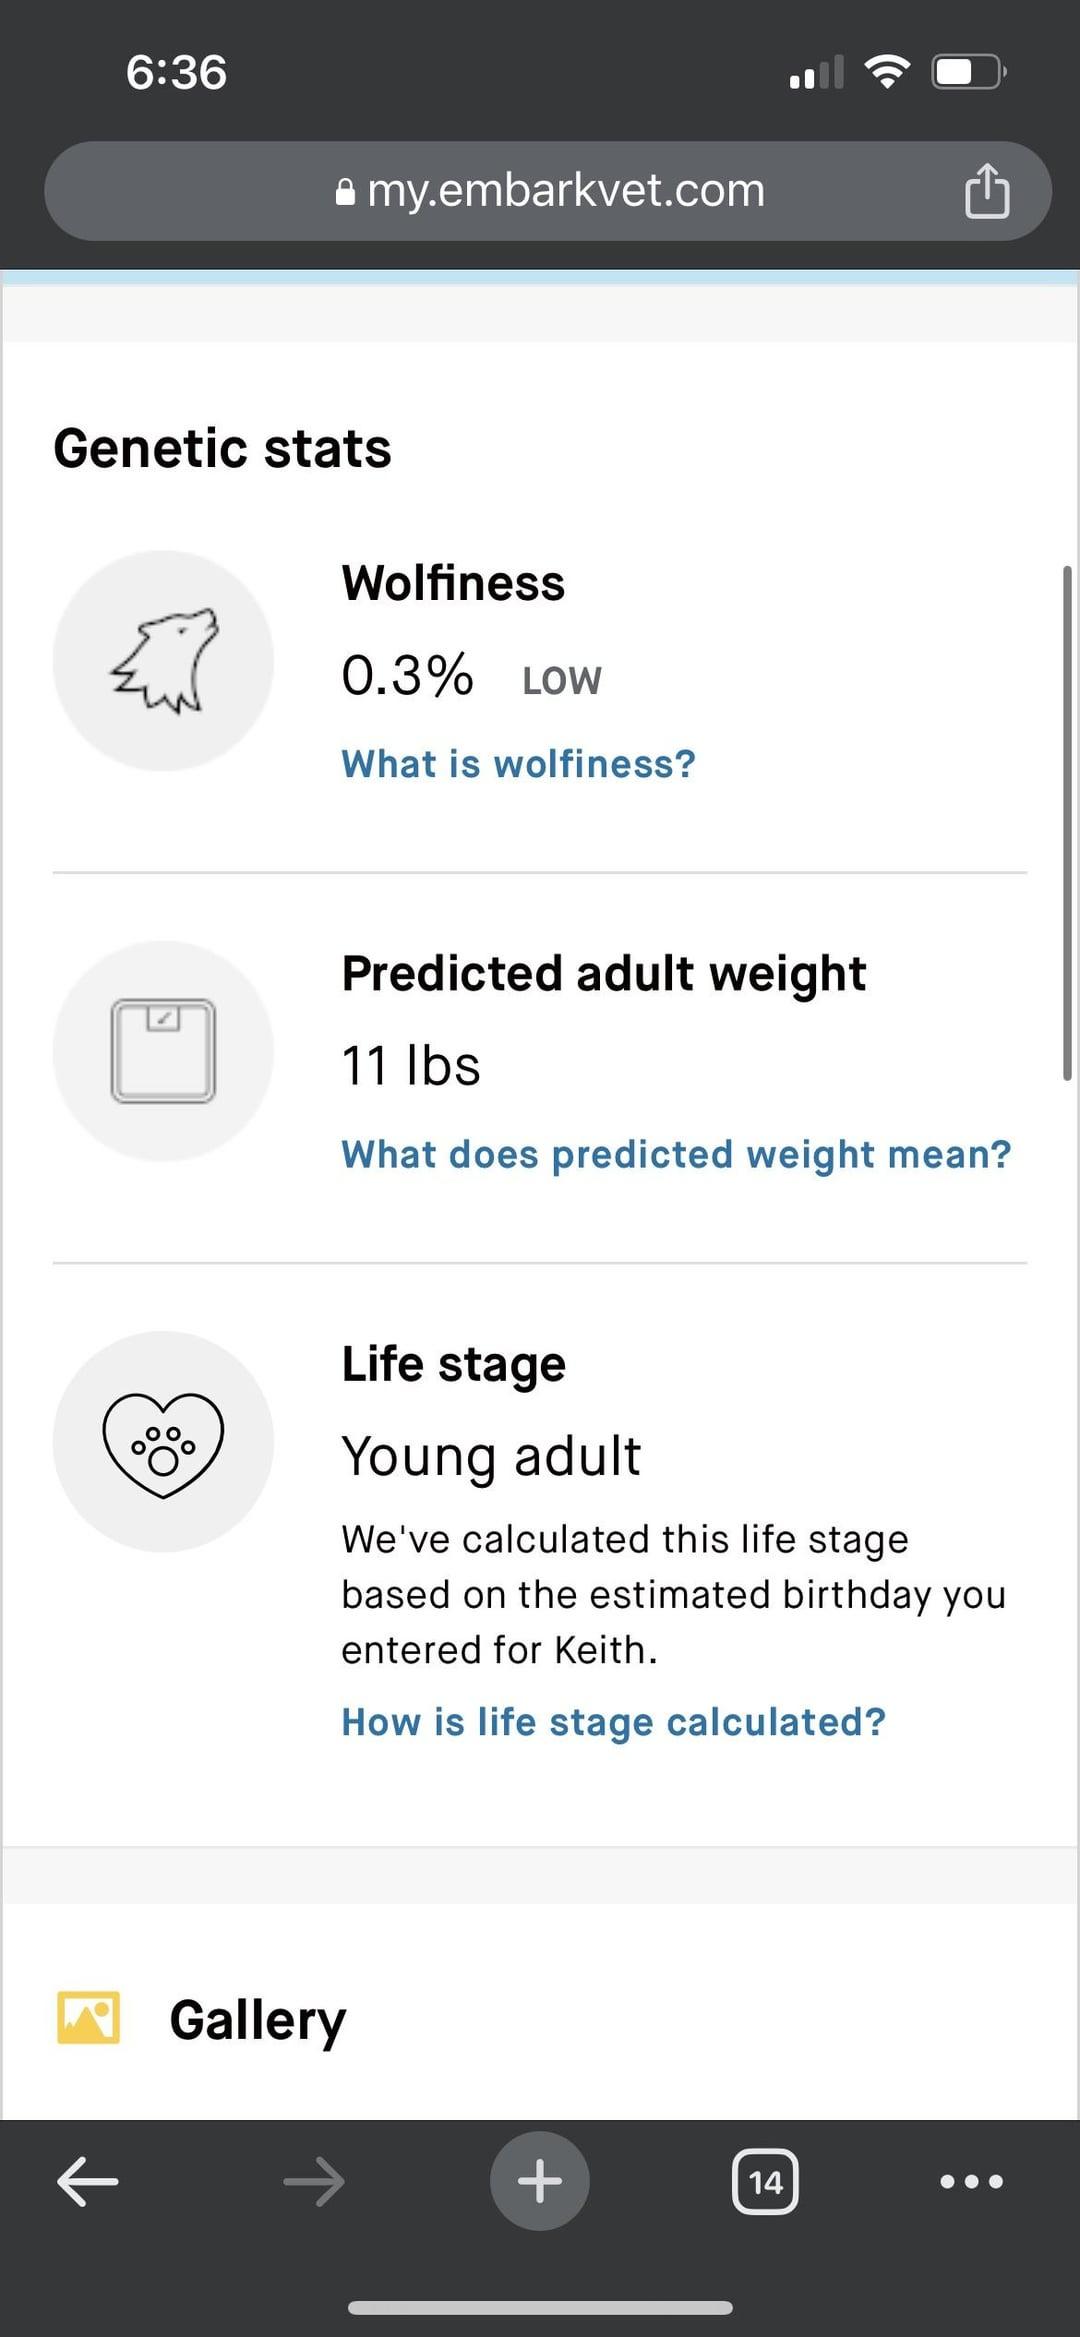 6:36
my.embarkvet.com
Genetic stats
Wolfiness
0.3% LOW
What is wolfiness?
Predicted adult weight
11 lbs
What does predicted weight mean?
Life stage
Young adult
We've calculated this life stage
based on the estimated birthday you
entered for Keith.
How is life stage calculated?
Gallery
14